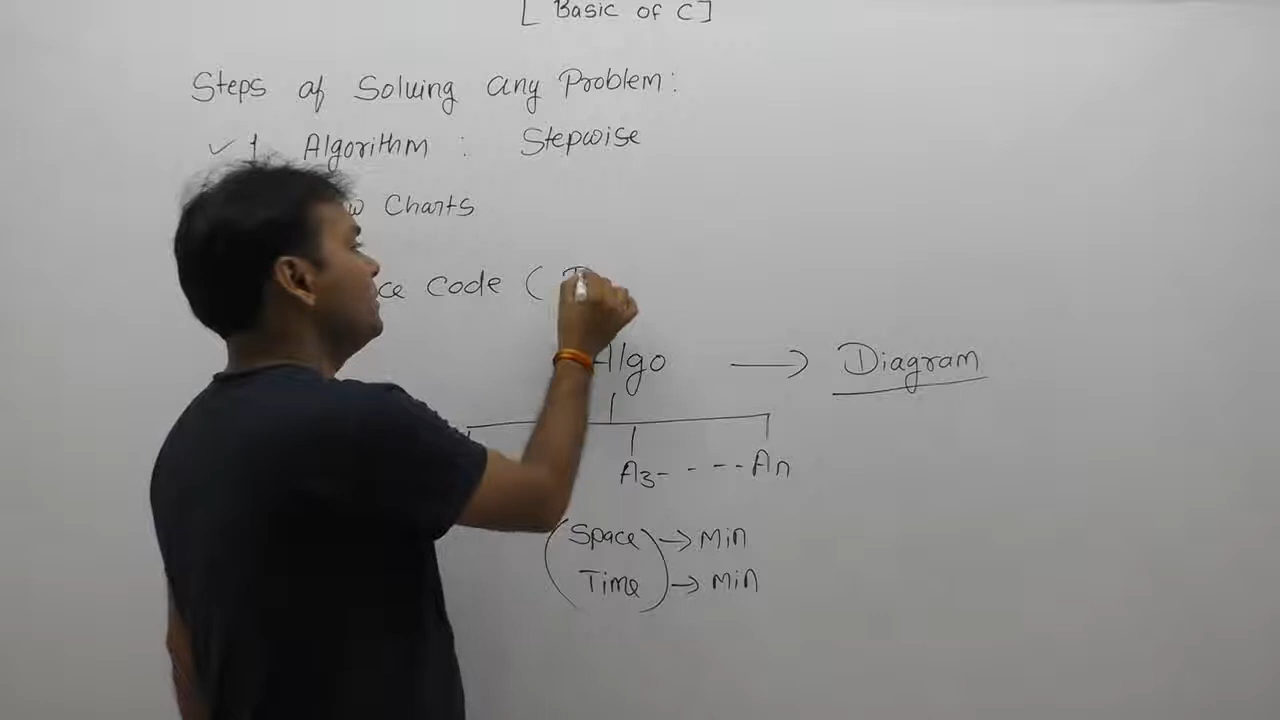 [ Basic of C ]
Steps of Solving any Problem:
✓ 1 Algorithm : Stepwise
Charts
code (
Algo → Diagram
A3- - - -- An
(Space) → Min
(Time) → Min